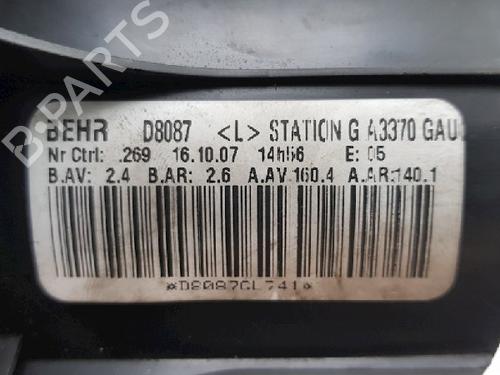 BEHR D8087 <L> STATION G A3370 GAU
Nr Ctrl: .269 16.10.07 14h56 E: 05
B.AV: 2.4 B.AR: 2.6 A.AV:160.4 A.AR:140.1
*D8087GL741*
B-PARTS